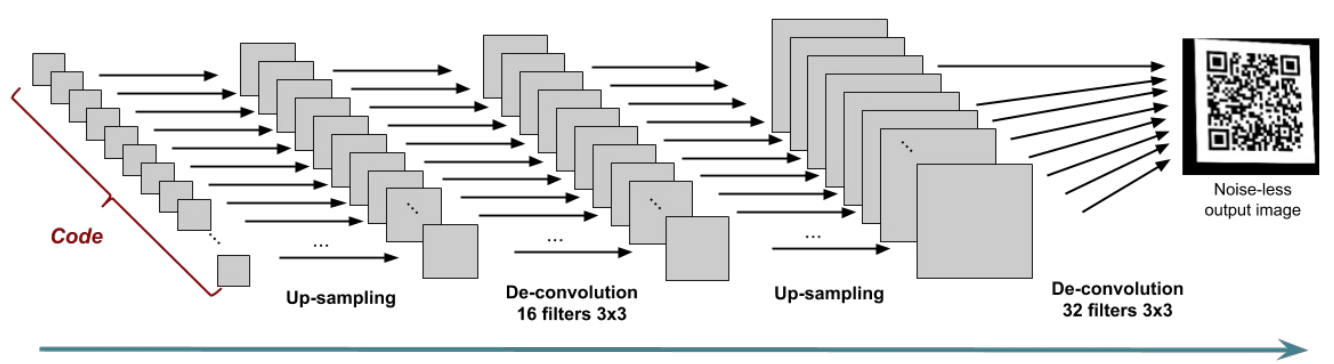 Code
...
Up-sampling
...
De-convolution
16 filters 3x3
...
Up-sampling
...
...
De-convolution
32 filters 3x3
Noise-less
output image